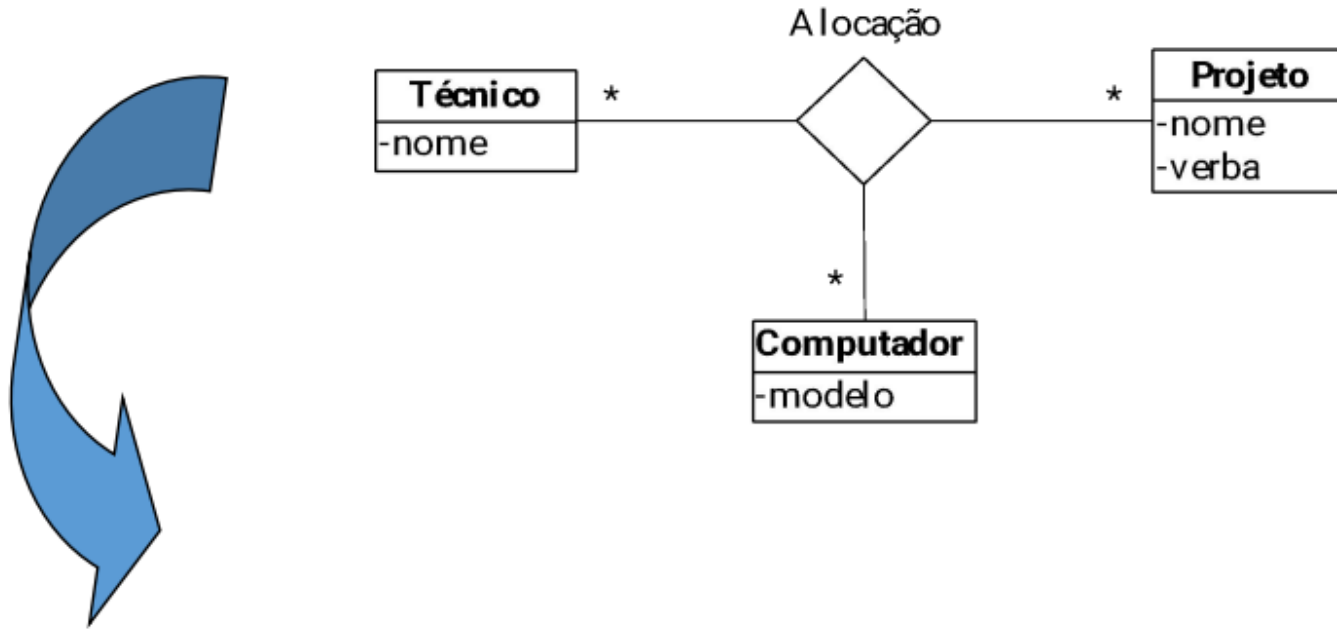 Alocação
Técnico
-nome
*
*
Projeto
-nome
-verba
*
Computador
-modelo